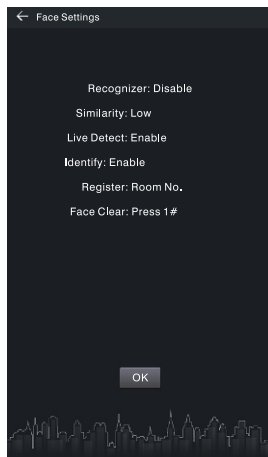 Face Settings
Recognizer: Disable
Similarity: Low
Live Detect: Enable
Identify: Enable
Register: Room No.
Face Clear: Press 1#
OK